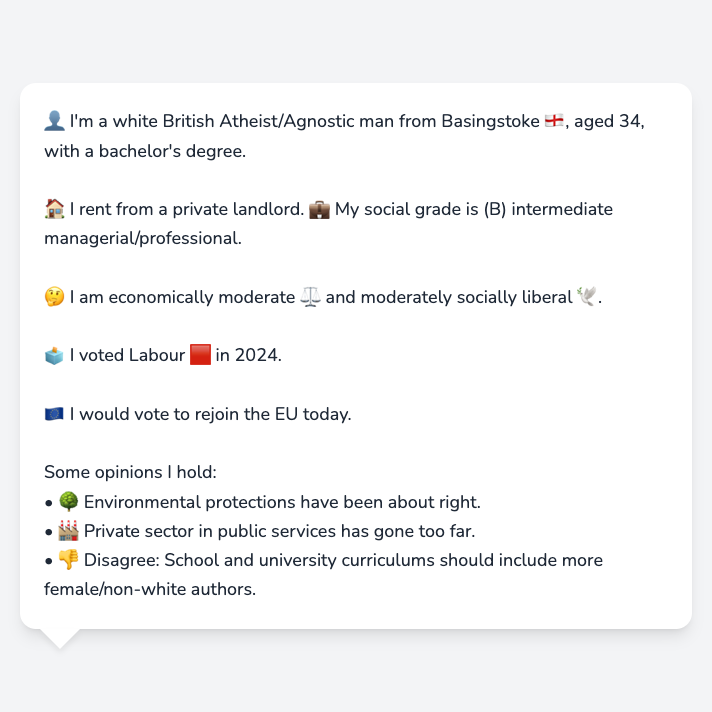 👤 I'm a white British Atheist/Agnostic man from Basingstoke 🏴󠁧󠁢󠁥󠁮󠁧󠁿, aged 34,
with a bachelor's degree.
🏠 I rent from a private landlord. 💼 My social grade is (B) intermediate
managerial/professional.
🤔 I am economically moderate ⚖️ and moderately socially liberal 🕊️.
🗳️ I voted Labour 🟥 in 2024.
🇪🇺 I would vote to rejoin the EU today.
Some opinions I hold:
• 🌳 Environmental protections have been about right.
• 🏭 Private sector in public services has gone too far.
• 👎 Disagree: School and university curriculums should include more
female/non-white authors.